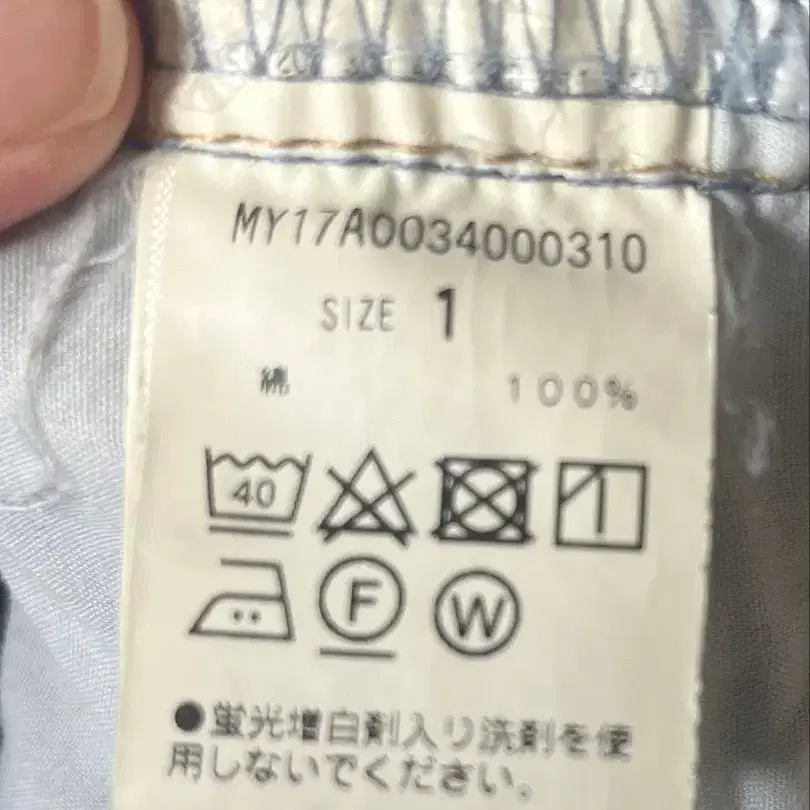 MY17A0034000310
SIZE 1
綿 100%
40
F W
●蛍光増白剤入り洗剤を使
用しないでください。